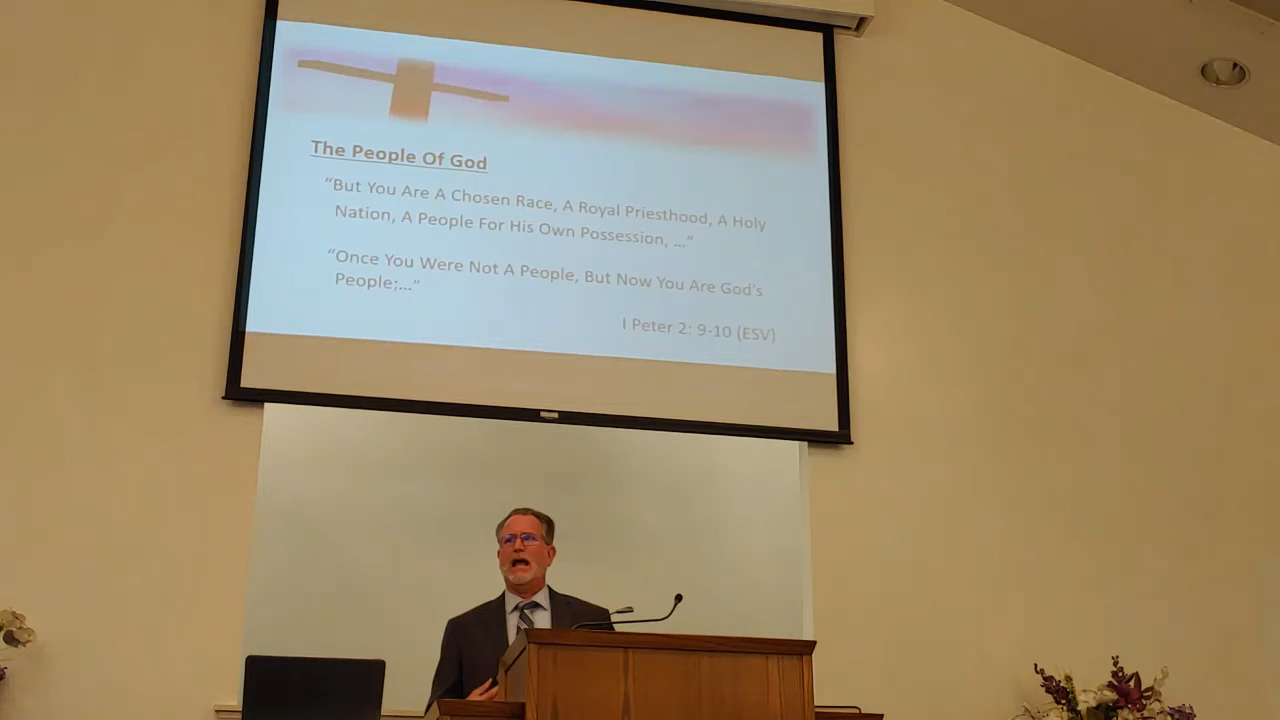 The People Of God
“But You Are A Chosen Race, A Royal Priesthood, A Holy
Nation, A People For His Own Possession, …”
“Once You Were Not A People, But Now You Are God’s
People;…”
I Peter 2: 9-10 (ESV)